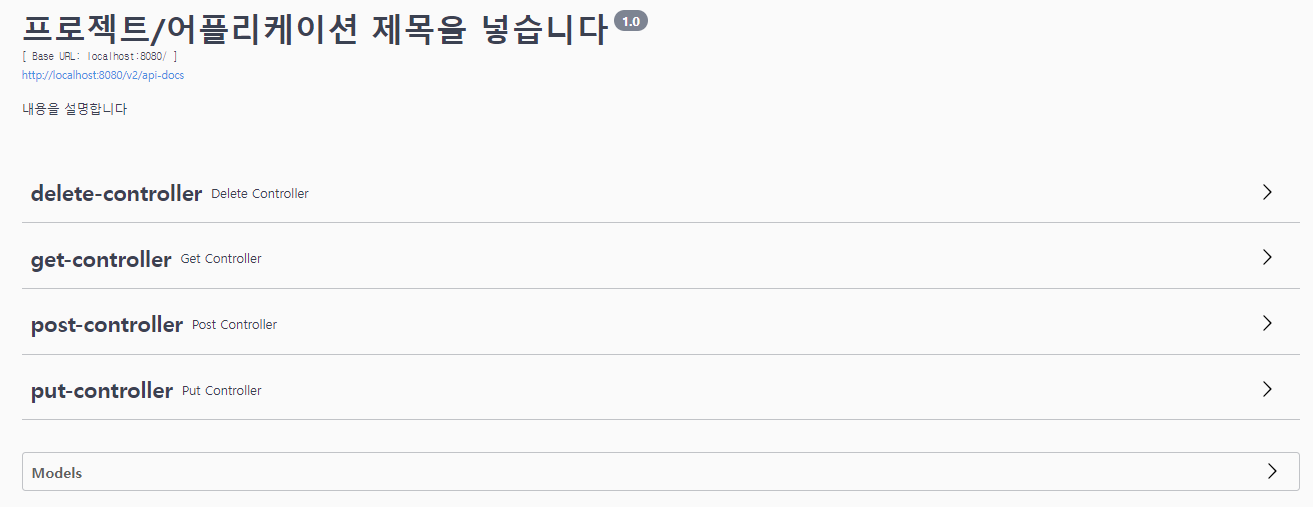 프로젝트/어플리케이션 제목을 넣습니다 1.0
[ Base URL: localhost:8080/ ]
http://localhost:8080/v2/api-docs
내용을 설명합니다
delete-controller Delete Controller
get-controller Get Controller
post-controller Post Controller
put-controller Put Controller
Models